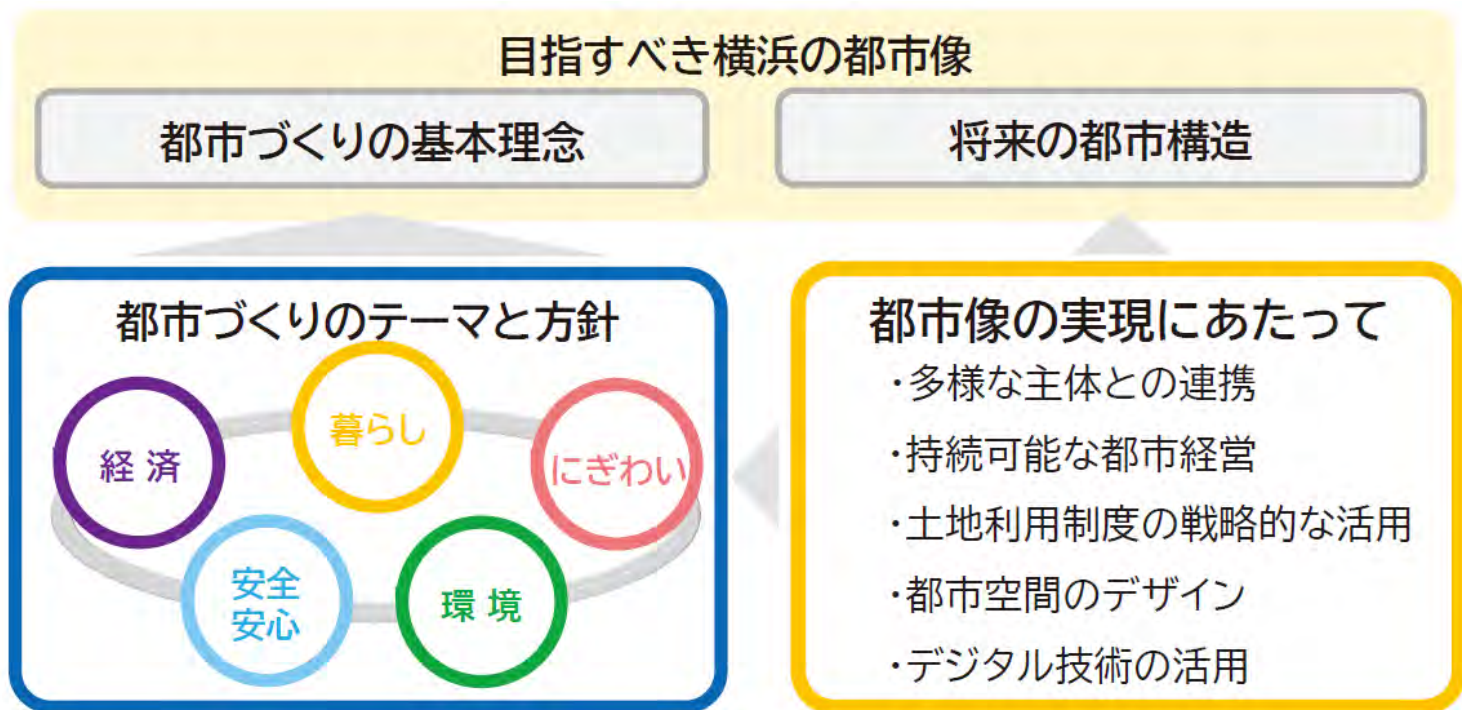 目指すべき横浜の都市像
都市づくりの基本理念
将来の都市構造
都市づくりのテーマと方針
経 済
暮らし
にぎわい
安全
安心
環 境
都市像の実現にあたって
・多様な主体との連携
・持続可能な都市経営
・土地利用制度の戦略的な活用
・都市空間のデザイン
・デジタル技術の活用